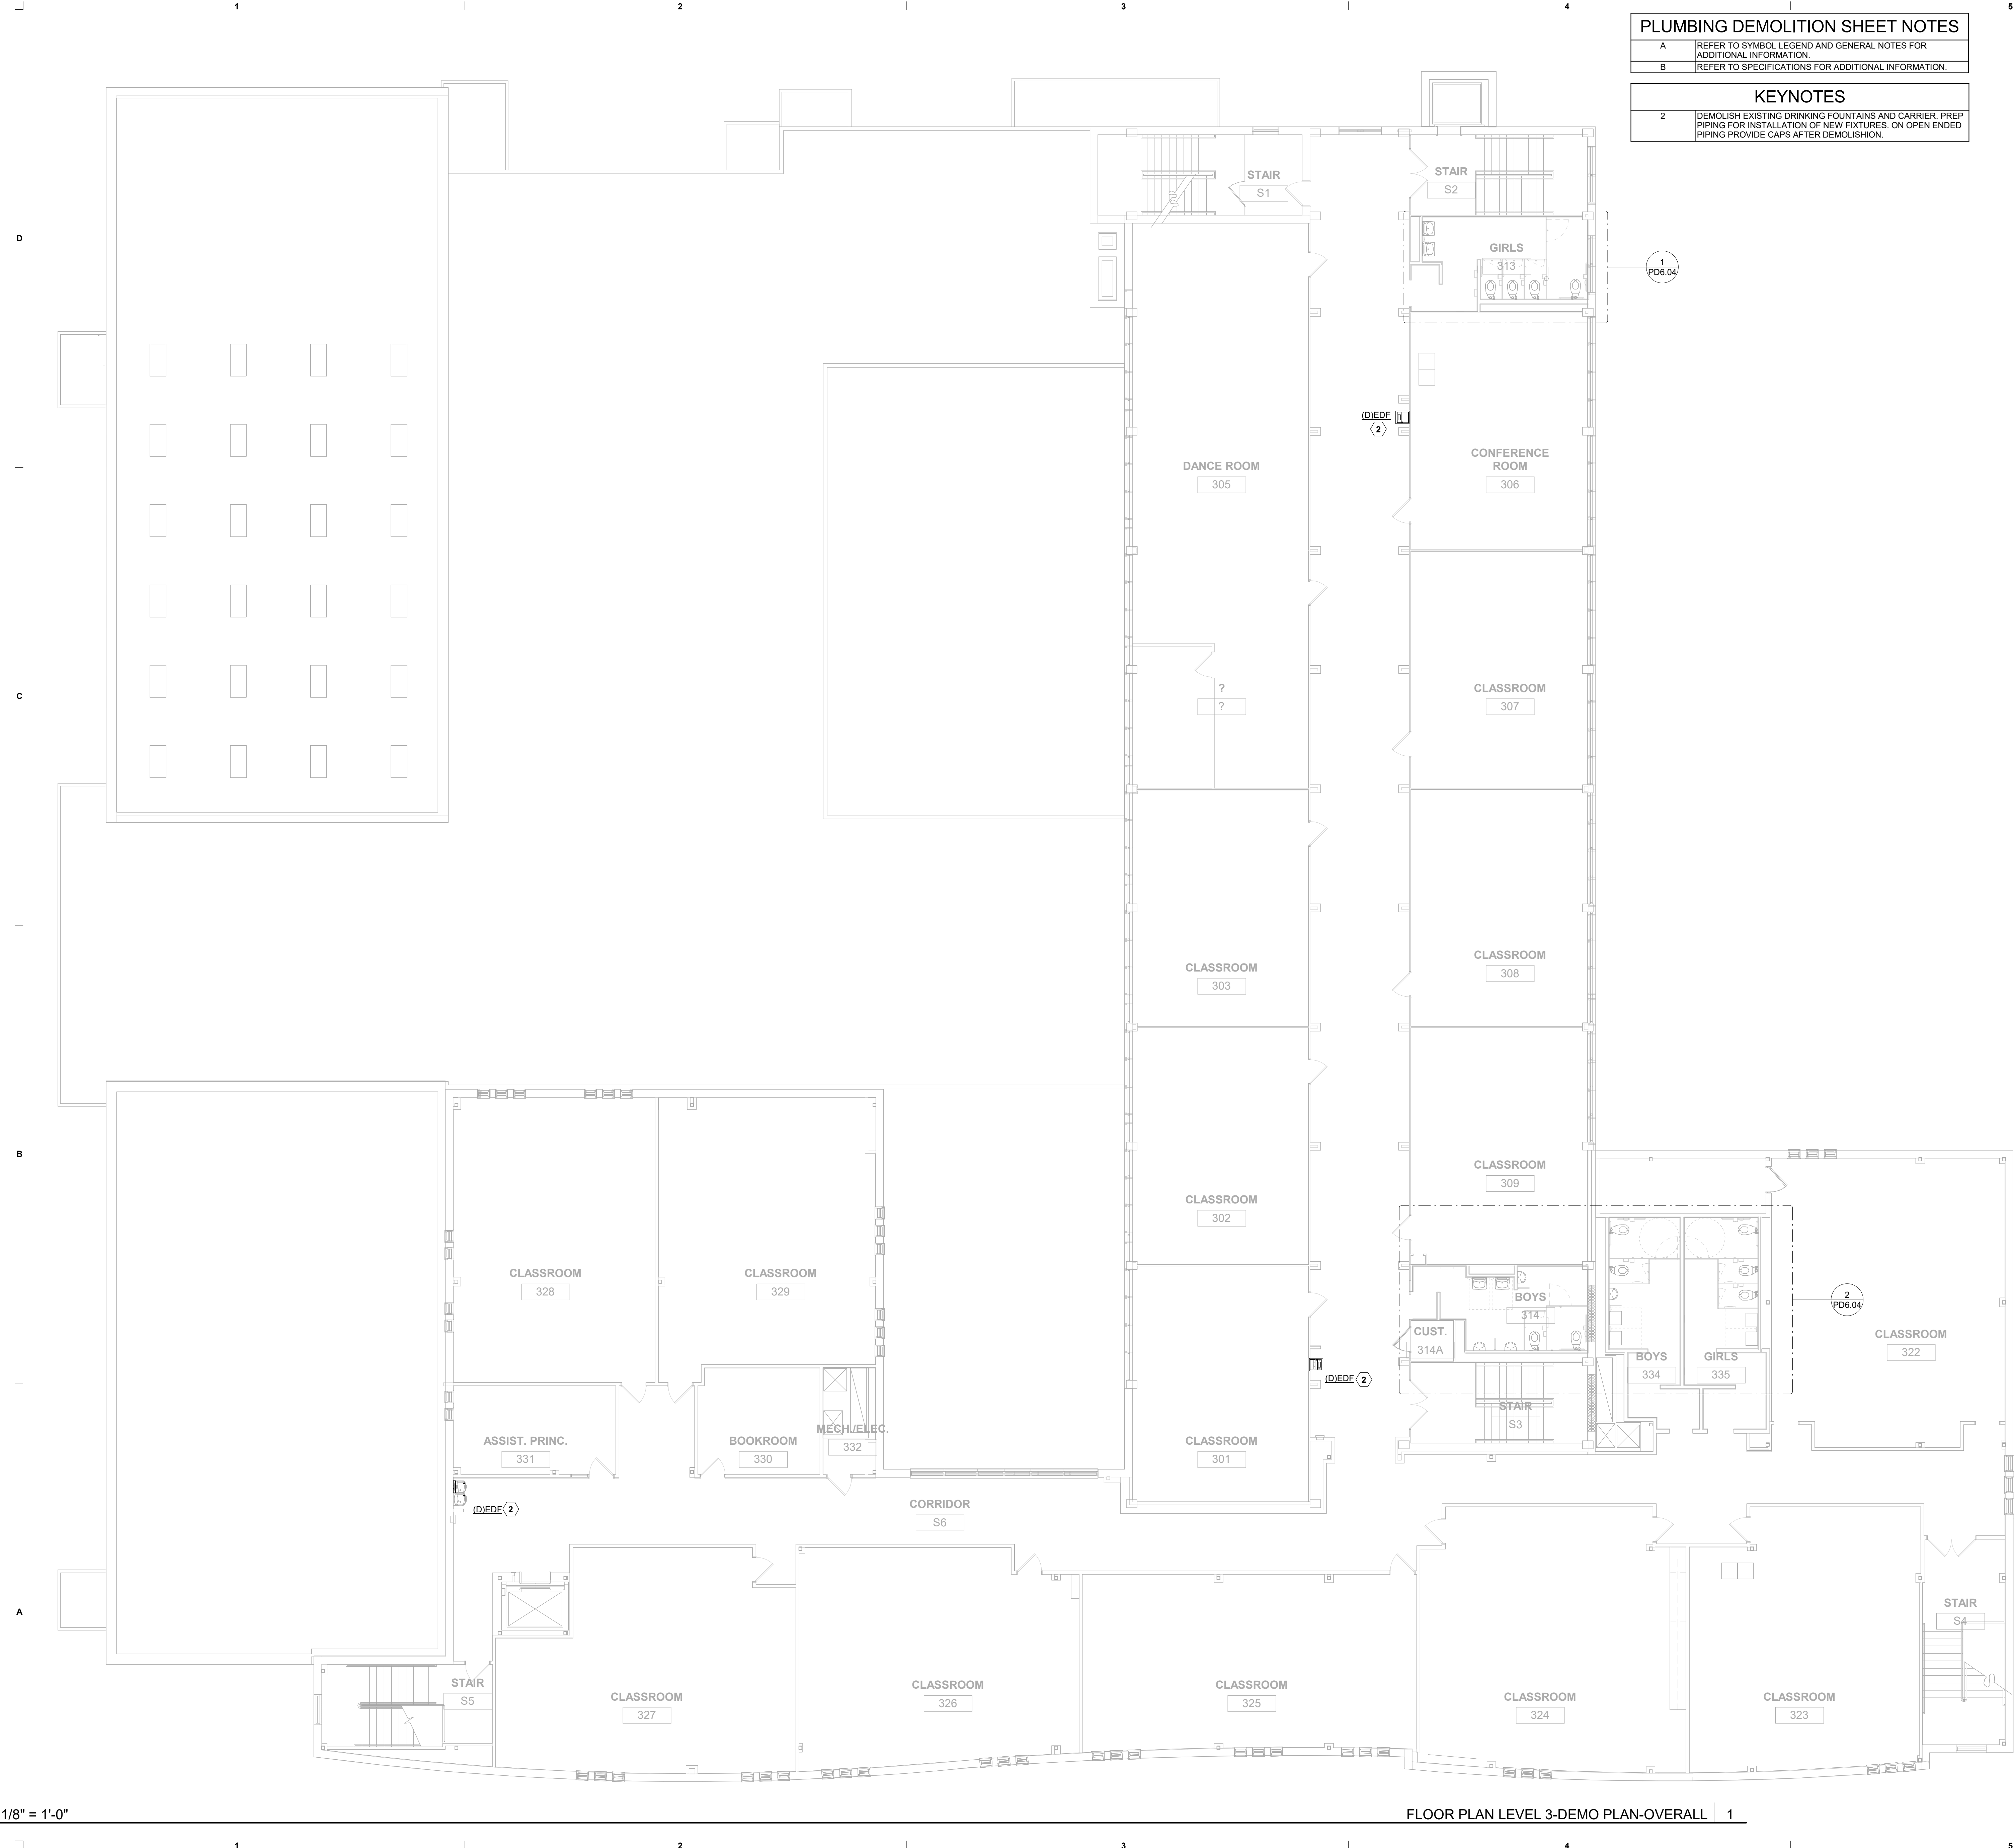 1 2 3 4 5
PLUMBING DEMOLITION SHEET NOTES
A REFER TO SYMBOL LEGEND AND GENERAL NOTES FOR
ADDITIONAL INFORMATION.
B REFER TO SPECIFICATIONS FOR ADDITIONAL INFORMATION.
KEYNOTES
2 DEMOLISH EXISTING DRINKING FOUNTAINS AND CARRIER. PREP
PIPING FOR INSTALLATION OF NEW FIXTURES. ON OPEN ENDED
PIPING PROVIDE CAPS AFTER DEMOLISHION.
STAIR
S1
STAIR
S2
D
GIRLS
313
1
PD6.04
(D)EDF
2
DANCE ROOM
305
CONFERENCE
ROOM
306
C
?
?
CLASSROOM
307
CLASSROOM
303
CLASSROOM
308
B
CLASSROOM
309
CLASSROOM
302
CLASSROOM
328
CLASSROOM
329
BOYS
314
2
PD6.04
CUST.
314A
CLASSROOM
322
BOYS
334
GIRLS
335
(D)EDF 2
STAIR
S3
ASSIST. PRINC.
331
BOOKROOM
330
MECH./ELEC.
332
CLASSROOM
301
(D)EDF 2
CORRIDOR
S6
A
STAIR
S4
STAIR
S5
CLASSROOM
327
CLASSROOM
326
CLASSROOM
325
CLASSROOM
324
CLASSROOM
323
1/8" = 1'-0"
FLOOR PLAN LEVEL 3-DEMO PLAN-OVERALL 1
1 2 3 4 5